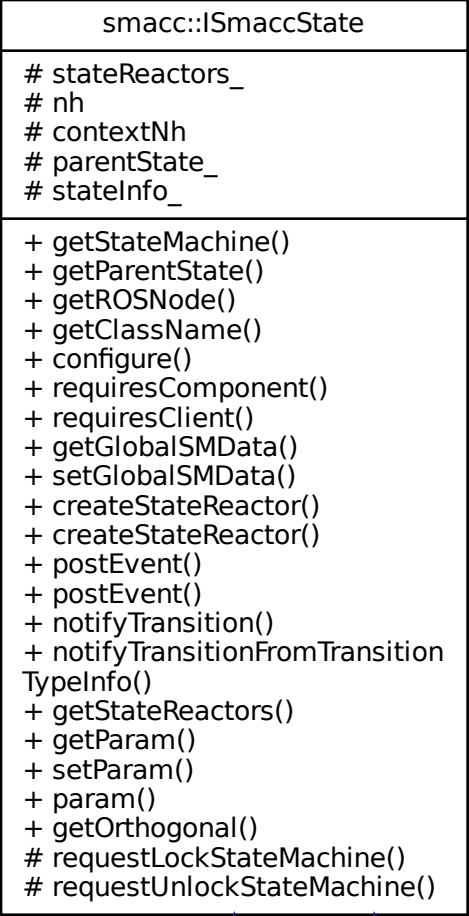 smacc::ISmaccState
# stateReactors_
# nh
# contextNh
# parentState_
# stateInfo_
+ getStateMachine()
+ getParentState()
+ getROSNode()
+ getClassName()
+ configure()
+ requiresComponent()
+ requiresClient()
+ getGlobalSMData()
+ setGlobalSMData()
+ createStateReactor()
+ createStateReactor()
+ postEvent()
+ postEvent()
+ notifyTransition()
+ notifyTransitionFromTransition
TypeInfo()
+ getStateReactors()
+ getParam()
+ setParam()
+ param()
+ getOrthogonal()
# requestLockStateMachine()
# requestUnlockStateMachine()